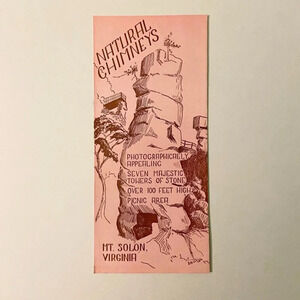 NATURAL
CHIMNEYS
PHOTOGRAPHICALLY
APPEALING
SEVEN MAJESTIC
TOWERS OF STONE
OVER 100 FEET HIGH
PICNIC AREA
MT. SOLON,
VIRGINIA